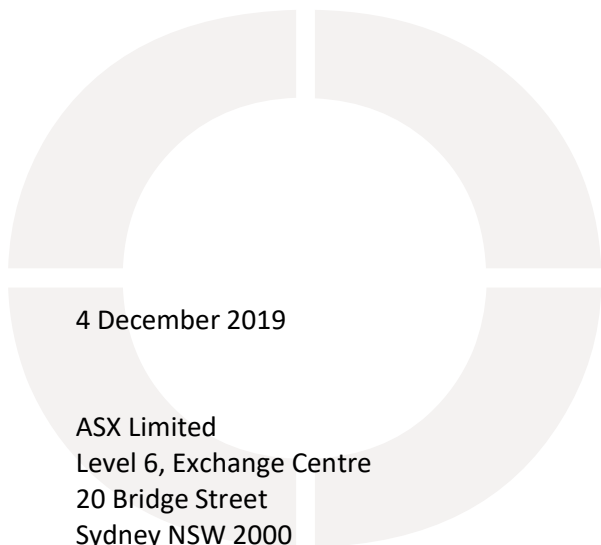 4 December 2019
ASX Limited
Level 6, Exchange Centre
20 Bridge Street
Sydney NSW 2000